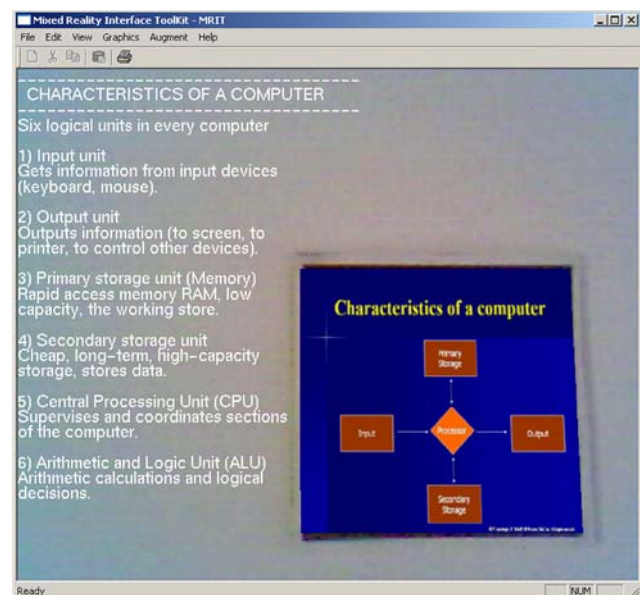 Mixed Reality Interface ToolKit - MRIT
File Edit View Graphics Augment Help
CHARACTERISTICS OF A COMPUTER
Six logical units in every computer
1) Input unit
Gets information from input devices
(keyboard, mouse).
2) Output unit
Outputs information (to screen, to
printer, to control other devices).
3) Primary storage unit (Memory)
Rapid access memory RAM, low
capacity, the working store.
4) Secondary storage unit
Cheap, long-term, high-capacity
storage, stores data.
5) Central Processing Unit (CPU)
Supervises and coordinates sections
of the computer.
6) Arithmetic and Logic Unit (ALU)
Arithmetic calculations and logical
decisions.
Characteristics of a computer
Primary
Storage
Input
Processor
Output
Secondary
Storage
Ready
NUM